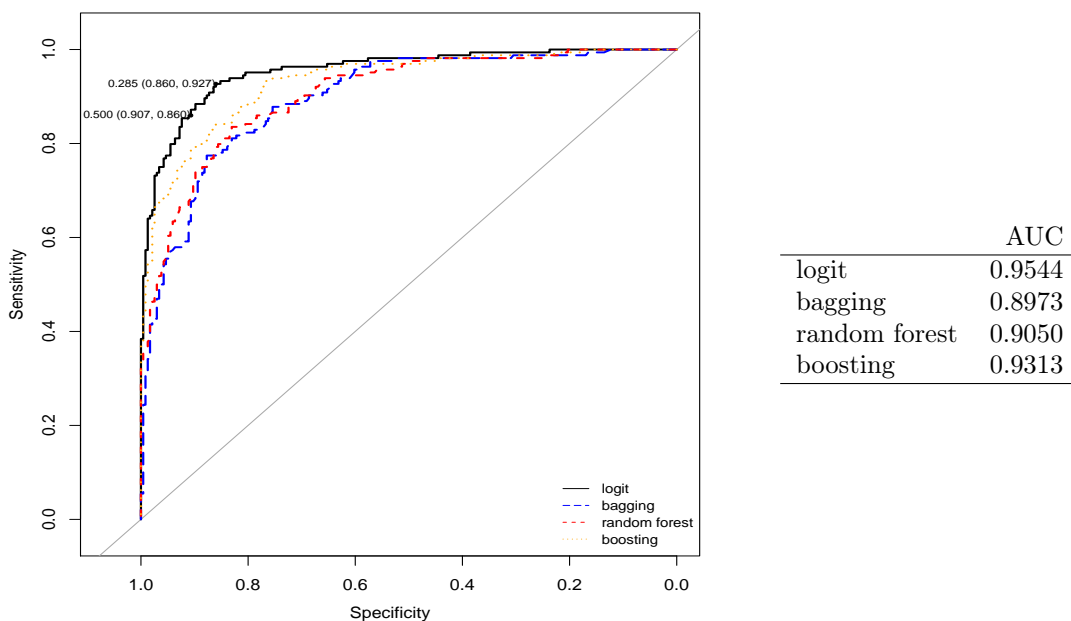 1.0
0.8
0.6
0.4
0.2
0.0
Sensitivity
0.285 (0.860, 0.927)
0.500 (0.907, 0.860)
logit
bagging
random forest
boosting
1.0 0.8 0.6 0.4 0.2 0.0
Specificity
AUC
logit 0.9544
bagging 0.8973
random forest 0.9050
boosting 0.9313